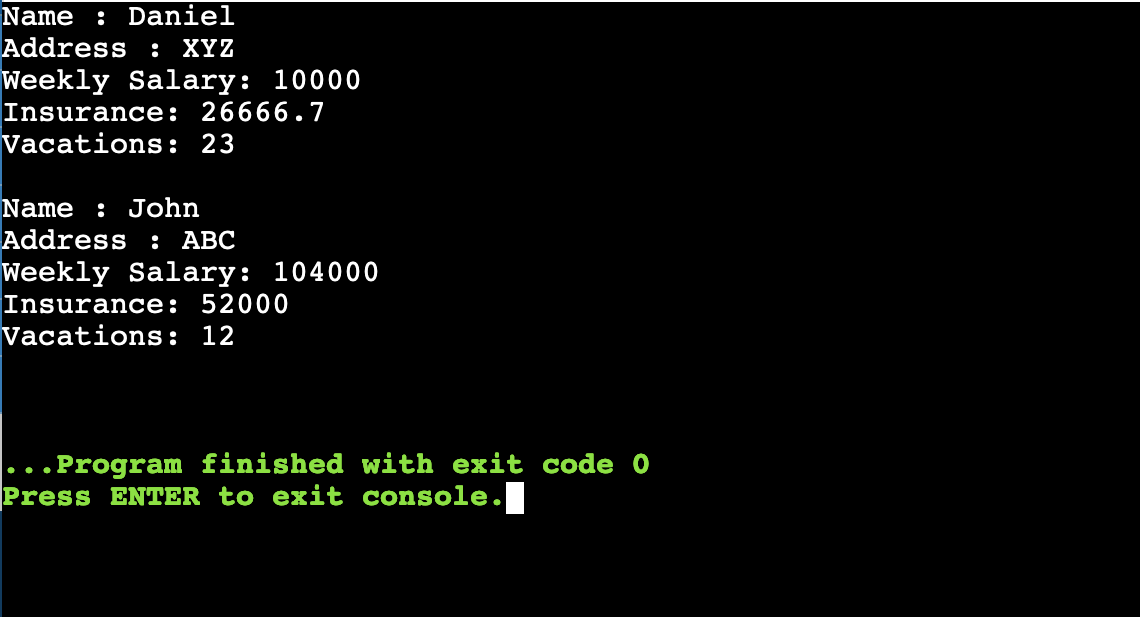 Name : Daniel
Address : XYZ
Weekly Salary: 10000
Insurance: 26666.7
Vacations: 23
Name : John
Address : ABC
Weekly Salary: 104000
Insurance: 52000
Vacations: 12
...Program finished with exit code 0
Press ENTER to exit console.